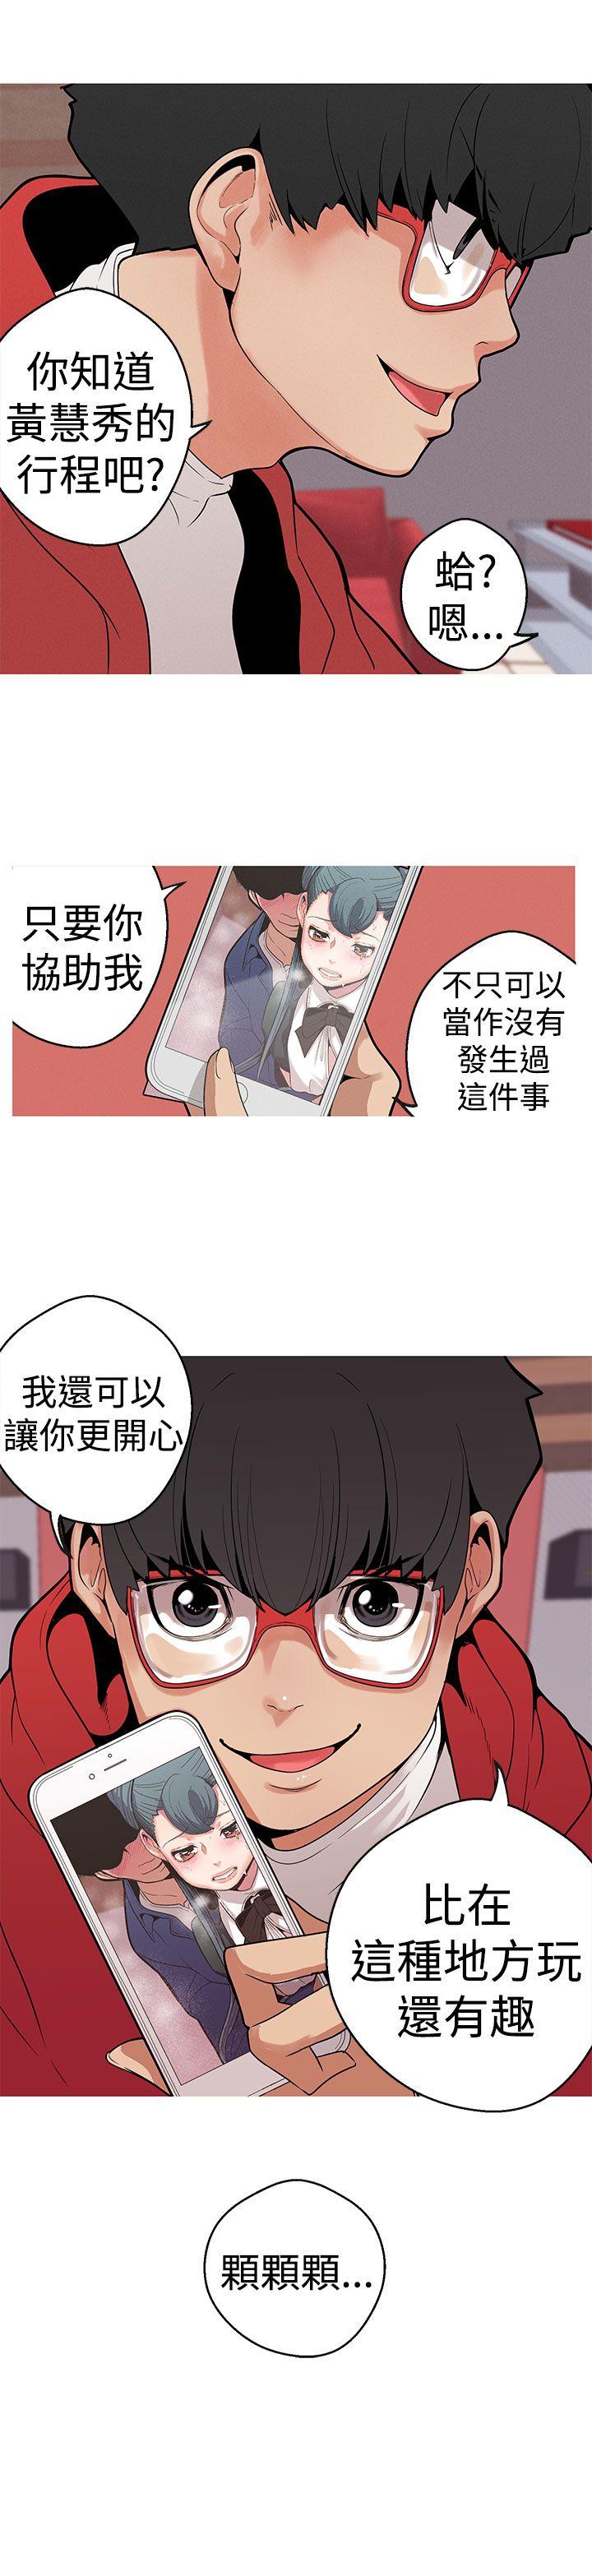 你知道
黃慧秀的
行程吧?
蛤?
嗯...
只要你
協助我
不只可以
當作沒有
發生過
這件事
我還可以
讓你更開心
比在
這種地方玩
還有趣
顆顆顆...